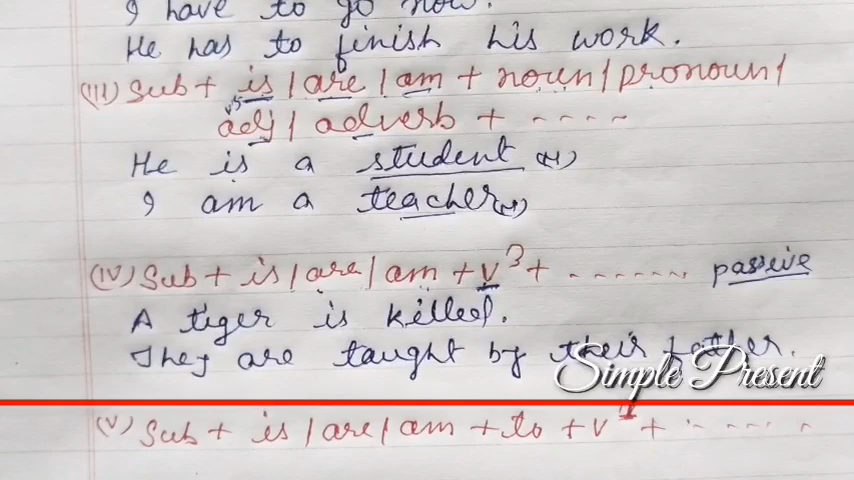 I have to go now.
He has to finish his work.
(III) Sub + is / are / am + noun / pronoun /
adj / adverb + ----
He is a student (N)
I am a teacher (N)
(IV) Sub + is / are / am + V³ + ------- passive
A tiger is killed.
They are taught by their father.
Simple Present
(V) Sub + is / are / am + to + V¹ + -----